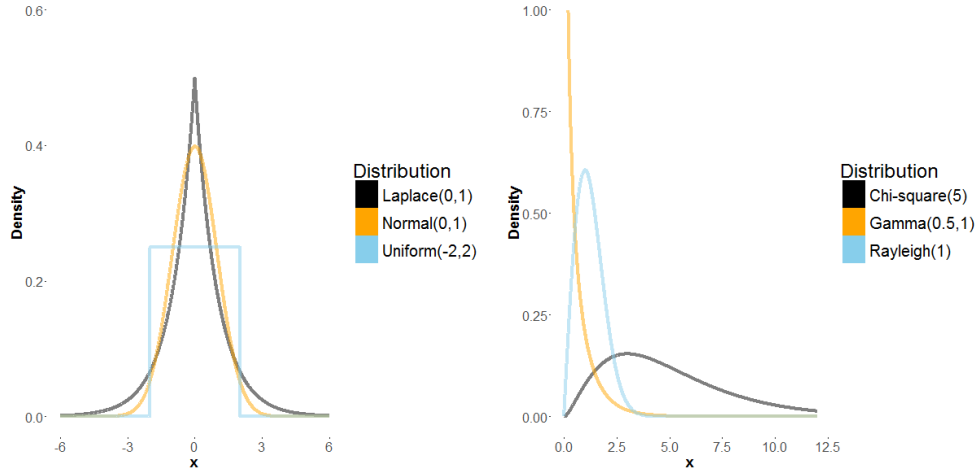 0.6
0.4
0.2
0.0
Density
-6
-3
0
3
6
x
Distribution
Laplace(0,1)
Normal(0,1)
Uniform(-2,2)
1.00
0.75
0.50
0.25
0.00
Density
0.0
2.5
5.0
7.5
10.0
12.5
x
Distribution
Chi-square(5)
Gamma(0.5,1)
Rayleigh(1)